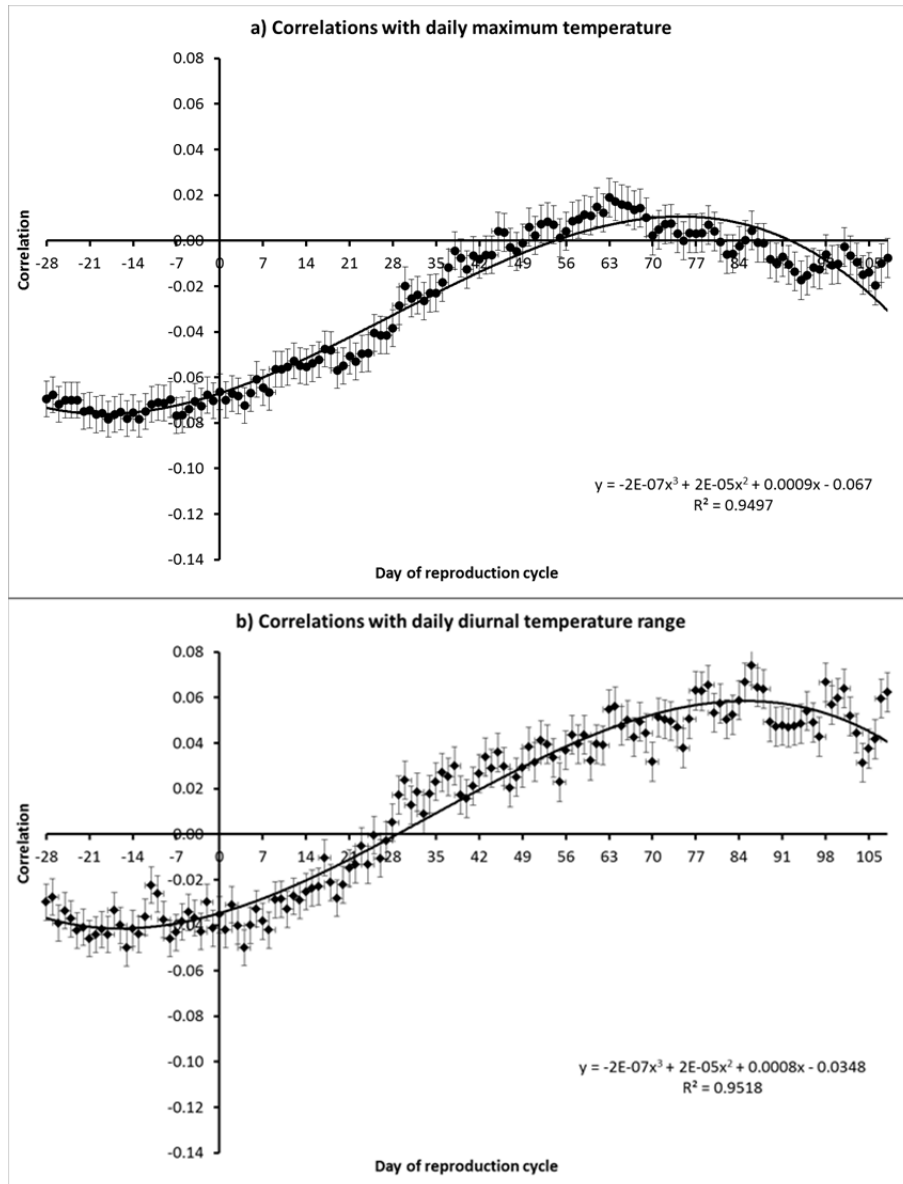 a) Correlations with daily maximum temperature
0.08
0.06
0.04
0.02
0.00
-28 -21 -14 -7 0 7 14 21 28 35 42 49 56 63 70 77 84 91 98 105
-0.02
-0.04
-0.06
-0.08
-0.10
-0.12
-0.14
Correlation
y = -2E-07x³ + 2E-05x² + 0.0009x - 0.067
R² = 0.9497
Day of reproduction cycle
b) Correlations with daily diurnal temperature range
0.08
0.06
0.04
0.02
0.00
-28 -21 -14 -7 0 7 14 21 28 35 42 49 56 63 70 77 84 91 98 105
-0.02
-0.04
-0.06
-0.08
-0.10
-0.12
-0.14
Correlation
y = -2E-07x³ + 2E-05x² + 0.0008x - 0.0348
R² = 0.9518
Day of reproduction cycle